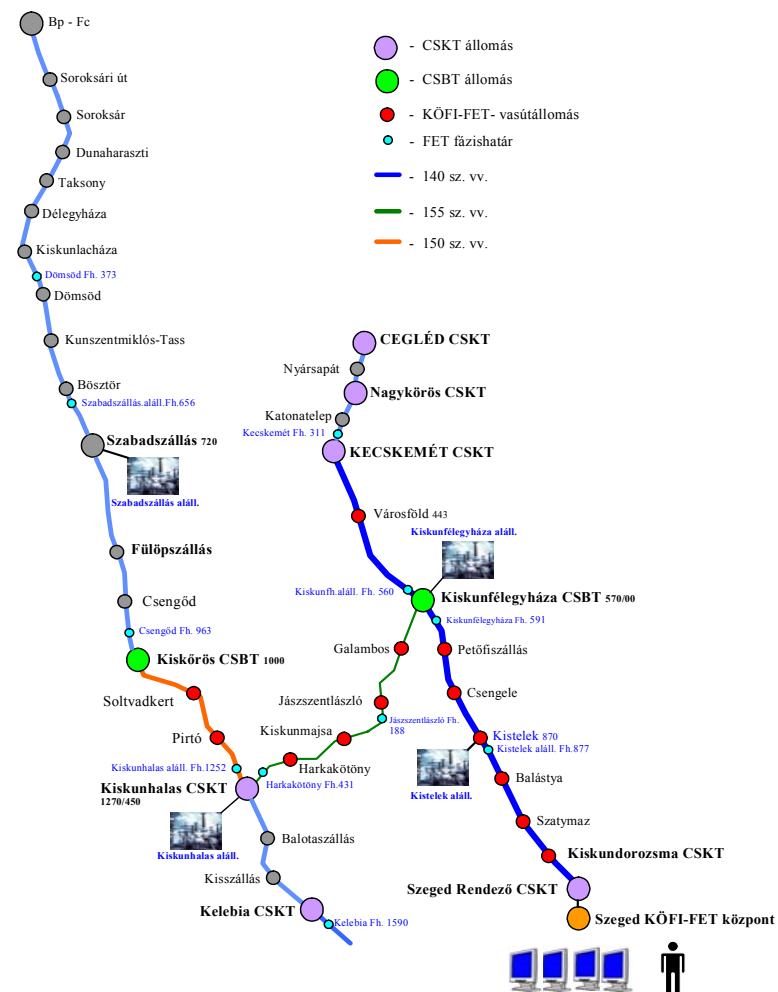 Bp - Fc
Soroksári út
Soroksár
Dunaharaszti
Taksony
Délegyháza
Kiskunlacháza
Dömsöd Fh. 373
Dömsöd
Kunszentmiklós-Tass
Bösztör
Szabadszállás.aláll.Fh.656
Szabadszállás 720
Szabadszállás aláll.
Fülöpszállás
Csengőd
Csengőd Fh. 963
Kiskőrös CSBT 1000
Soltvadkert
Pirtó
Kiskunhalas aláll. Fh.1252
Kiskunhalas CSKT
1270/450
Kiskunhalas aláll.
Balotaszállás
Kisszállás
Kelebia CSKT
Kelebia Fh. 1590
- CSKT állomás
- CSBT állomás
- KÖFI-FET- vasútállomás
- FET fázishatár
- 140 sz. vv.
- 155 sz. vv.
- 150 sz. vv.
CEGLÉD CSKT
Nyársapát
Nagykörös CSKT
Katonatelep
Kecskemét Fh. 311
KECSKEMÉT CSKT
Városföld 443
Kiskunfélegyháza aláll.
Kiskunfh.aláll. Fh. 560
Kiskunfélegyháza CSBT 570/00
Kiskunfélegyháza Fh. 591
Galambos
Petőfiszállás
Jászszentlászló
Csengele
Jászszentlászló Fh.
188
Kiskunmajsa
Harkakötöny
Harkakötöny Fh.431
Kistelek 870
Kistelek aláll. Fh.877
Kistelek aláll.
Balástya
Szatymaz
Kiskundorozsma CSKT
Szeged Rendező CSKT
Szeged KÖFI-FET központ